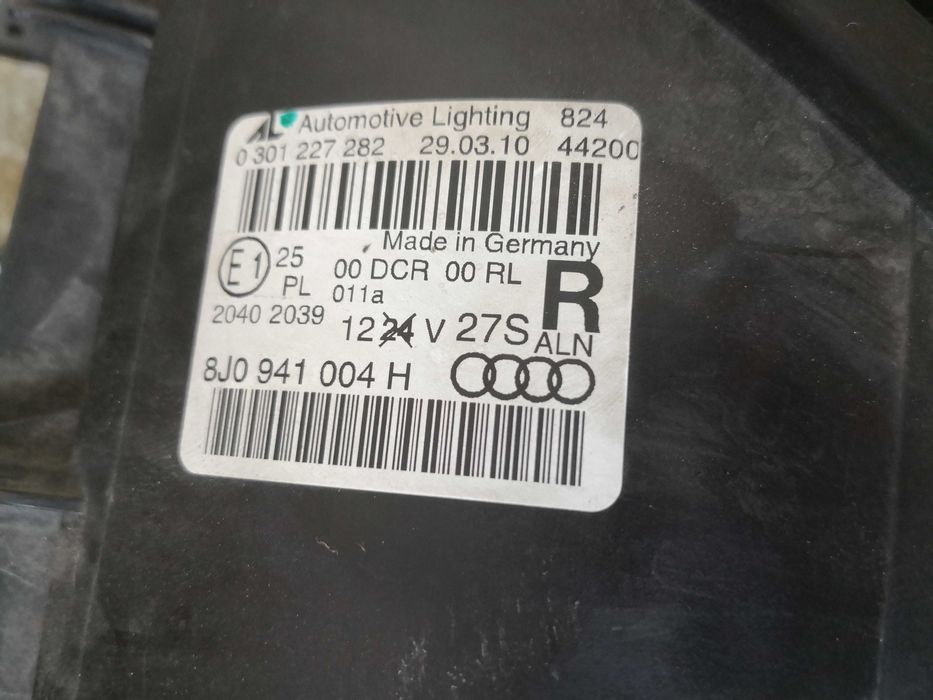 AL Automotive Lighting 824
0 301 227 282 29.03.10 44200
Made in Germany
E1 25 00 DCR 00 RL R
PL 011a
2040 2039 12 24 V 27S ALN
8J0 941 004 H